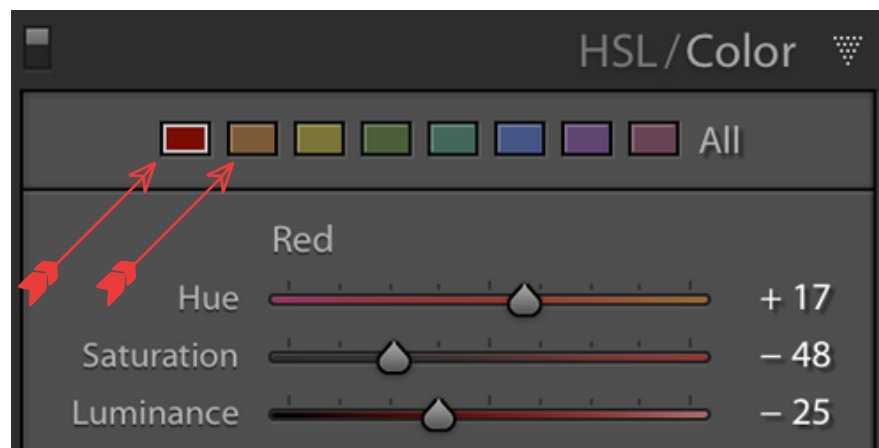 HSL/Color
All
Red
Hue + 17
Saturation − 48
Luminance − 25